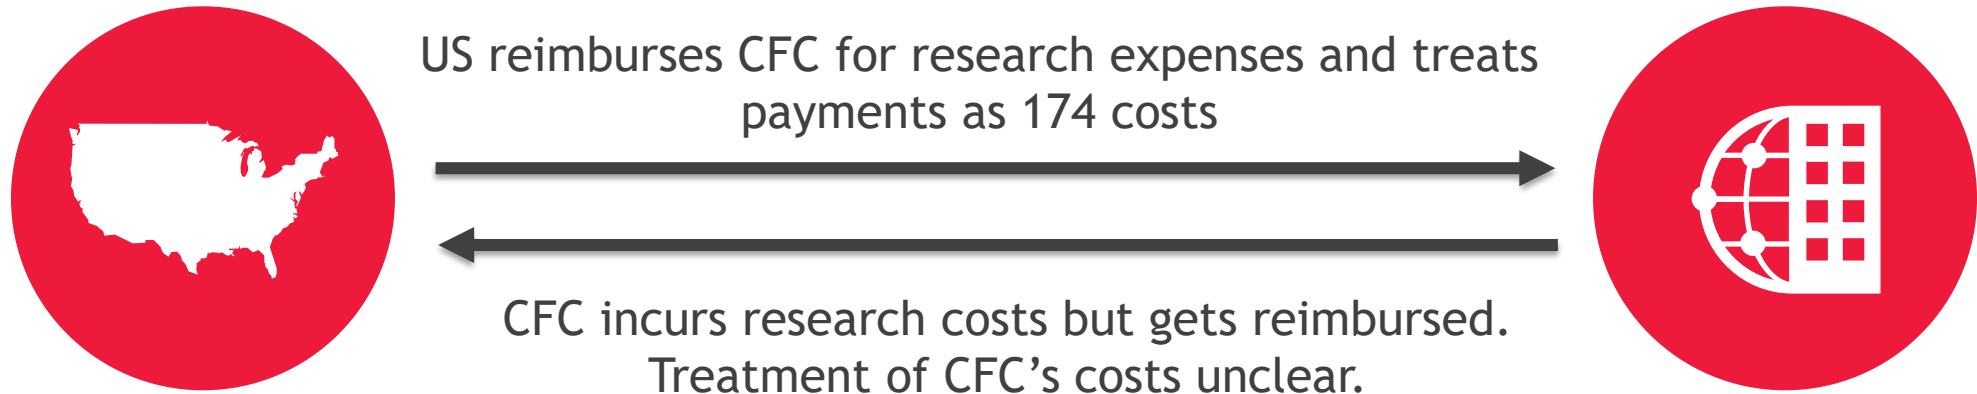 US reimburses CFC for research expenses and treats
payments as 174 costs
CFC incurs research costs but gets reimbursed.
Treatment of CFC’s costs unclear.